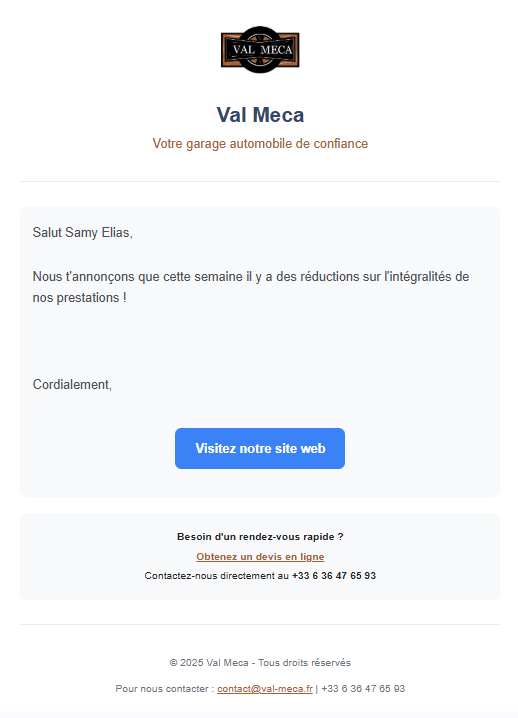 VAL MECA
Val Meca
Votre garage automobile de confiance
Salut Samy Elias,
Nous t'annonçons que cette semaine il y a des réductions sur l'intégralités de
nos prestations !
Cordialement,
Visitez notre site web
Besoin d'un rendez-vous rapide ?
Obtenez un devis en ligne
Contactez-nous directement au +33 6 36 47 65 93
© 2025 Val Meca - Tous droits réservés
Pour nous contacter : contact@val-meca.fr | +33 6 36 47 65 93